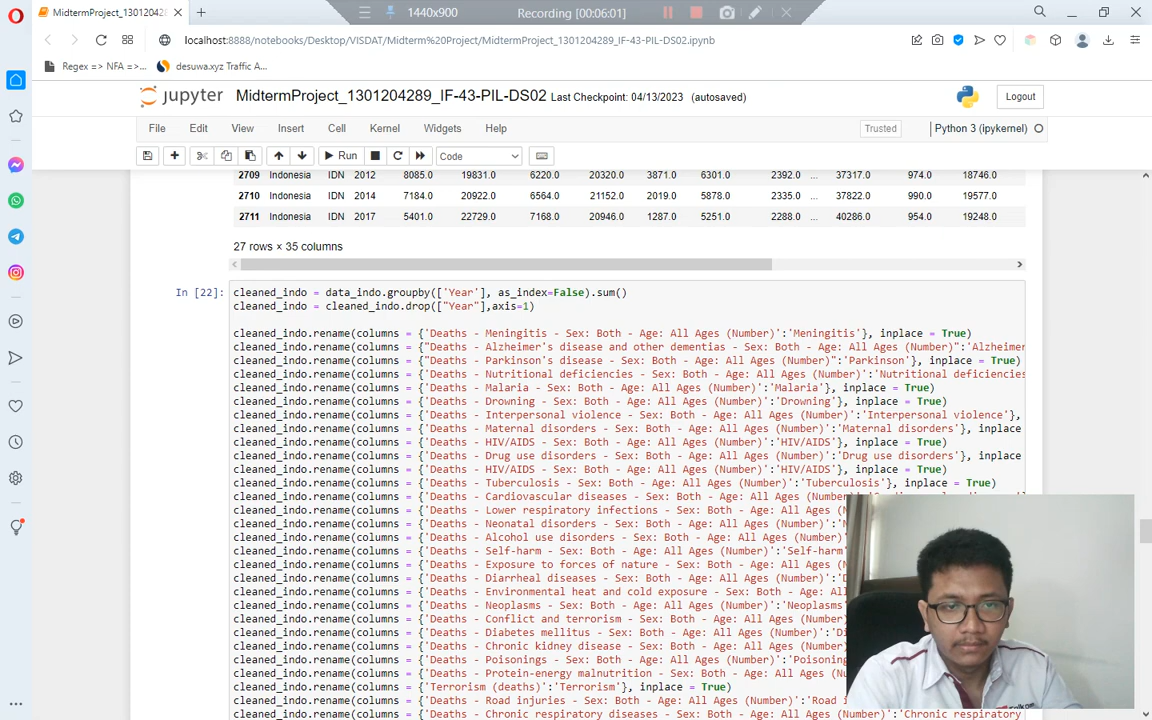 MidtermProject_1301204289
1440x900
Recording [00:06:01]
localhost:8888/notebooks/Desktop/VISDAT/Midterm%20Project/MidtermProject_1301204289_IF-43-PIL-DS02.ipynb
Regex => NFA =>...
desuwa.xyz Traffic A...
jupyter MidtermProject_1301204289_IF-43-PIL-DS02 Last Checkpoint: 04/13/2023 (autosaved)
Logout
File Edit View Insert Cell Kernel Widgets Help
Trusted
Python 3 (ipykernel)
Run
Code
2709 Indonesia IDN 2012 8085.0 19831.0 6220.0 20320.0 3871.0 6301.0 2392.0 ... 37317.0 974.0 18746.0
2710 Indonesia IDN 2014 7184.0 20922.0 6564.0 21152.0 2019.0 5878.0 2335.0 ... 37822.0 990.0 19577.0
2711 Indonesia IDN 2017 5401.0 22729.0 7168.0 20946.0 1287.0 5251.0 2288.0 ... 40286.0 954.0 19248.0
27 rows × 35 columns
In [22]:
cleaned_indo = data_indo.groupby(['Year'], as_index=False).sum()
cleaned_indo = cleaned_indo.drop(["Year"],axis=1)
cleaned_indo.rename(columns = {'Deaths - Meningitis - Sex: Both - Age: All Ages (Number)':'Meningitis'}, inplace = True)
cleaned_indo.rename(columns = {"Deaths - Alzheimer's disease and other dementias - Sex: Both - Age: All Ages (Number)":'Alzheimer
cleaned_indo.rename(columns = {"Deaths - Parkinson's disease - Sex: Both - Age: All Ages (Number)":'Parkinson'}, inplace = True)
cleaned_indo.rename(columns = {'Deaths - Nutritional deficiencies - Sex: Both - Age: All Ages (Number)':'Nutritional deficiencies
cleaned_indo.rename(columns = {'Deaths - Malaria - Sex: Both - Age: All Ages (Number)':'Malaria'}, inplace = True)
cleaned_indo.rename(columns = {'Deaths - Drowning - Sex: Both - Age: All Ages (Number)':'Drowning'}, inplace = True)
cleaned_indo.rename(columns = {'Deaths - Interpersonal violence - Sex: Both - Age: All Ages (Number)':'Interpersonal violence'},
cleaned_indo.rename(columns = {'Deaths - Maternal disorders - Sex: Both - Age: All Ages (Number)':'Maternal disorders'}, inplace
cleaned_indo.rename(columns = {'Deaths - HIV/AIDS - Sex: Both - Age: All Ages (Number)':'HIV/AIDS'}, inplace = True)
cleaned_indo.rename(columns = {'Deaths - Drug use disorders - Sex: Both - Age: All Ages (Number)':'Drug use disorders'}, inplace
cleaned_indo.rename(columns = {'Deaths - HIV/AIDS - Sex: Both - Age: All Ages (Number)':'HIV/AIDS'}, inplace = True)
cleaned_indo.rename(columns = {'Deaths - Tuberculosis - Sex: Both - Age: All Ages (Number)':'Tuberculosis'}, inplace = True)
cleaned_indo.rename(columns = {'Deaths - Cardiovascular diseases - Sex: Both - Age: All Ages (Number)
cleaned_indo.rename(columns = {'Deaths - Lower respiratory infections - Sex: Both - Age: All Ages (N
cleaned_indo.rename(columns = {'Deaths - Neonatal disorders - Sex: Both - Age: All Ages (Number)':'
cleaned_indo.rename(columns = {'Deaths - Alcohol use disorders - Sex: Both - Age: All Ages (Number)
cleaned_indo.rename(columns = {'Deaths - Self-harm - Sex: Both - Age: All Ages (Number)':'Self-harm'
cleaned_indo.rename(columns = {'Deaths - Exposure to forces of nature - Sex: Both - Age: All Ages (N
cleaned_indo.rename(columns = {'Deaths - Diarrheal diseases - Sex: Both - Age: All Ages (Number)':'D
cleaned_indo.rename(columns = {'Deaths - Environmental heat and cold exposure - Sex: Both - Age: All
cleaned_indo.rename(columns = {'Deaths - Neoplasms - Sex: Both - Age: All Ages (Number)':'Neoplasms'
cleaned_indo.rename(columns = {'Deaths - Conflict and terrorism - Sex: Both - Age: All Ages (Number)
cleaned_indo.rename(columns = {'Deaths - Diabetes mellitus - Sex: Both - Age: All Ages (Number)':'Di
cleaned_indo.rename(columns = {'Deaths - Chronic kidney disease - Sex: Both - Age: All Ages (Number)
cleaned_indo.rename(columns = {'Deaths - Poisonings - Sex: Both - Age: All Ages (Number)':'Poisoning
cleaned_indo.rename(columns = {'Deaths - Protein-energy malnutrition - Sex: Both - Age: All Ages (Nu
cleaned_indo.rename(columns = {'Terrorism (deaths)':'Terrorism'}, inplace = True)
cleaned_indo.rename(columns = {'Deaths - Road injuries - Sex: Both - Age: All Ages (Number)':'Road i
cleaned_indo.rename(columns = {'Deaths - Chronic respiratory diseases - Sex: Both - Age: All Ages (Number)':'Chronic respiratory